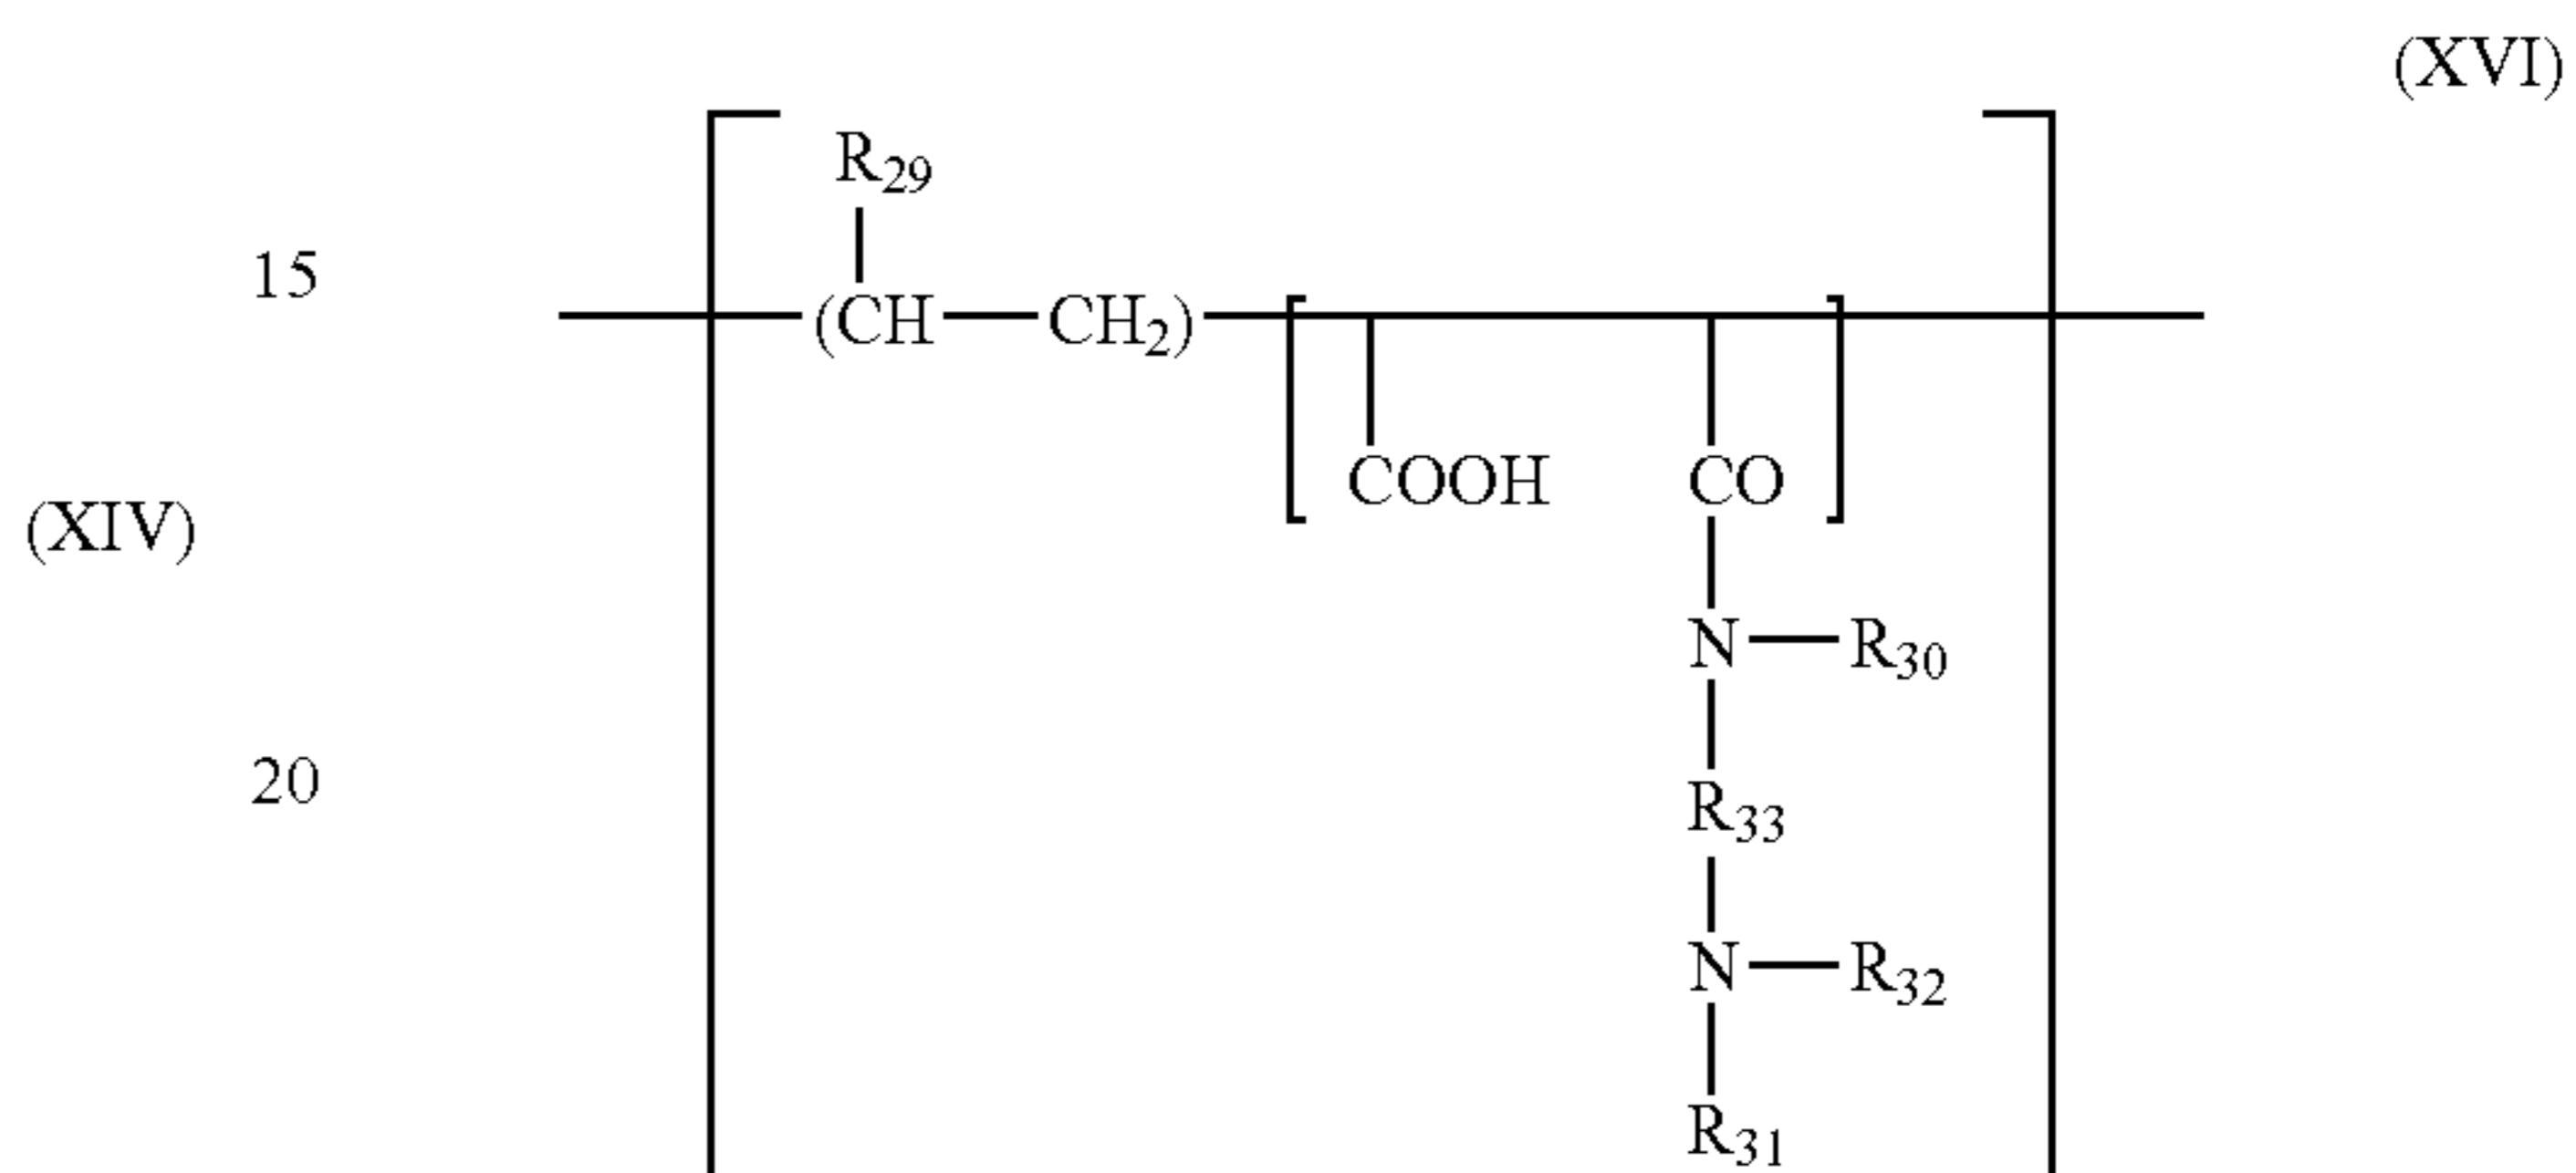 (XVI)
R₂₉
15
(CH—CH₂)
COOH CO
(XIV)
N—R₃₀
20
R₃₃
N—R₃₂
R₃₁